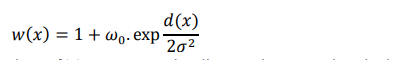 w(x) = 1 + ω₀. exp d(x)/2σ²